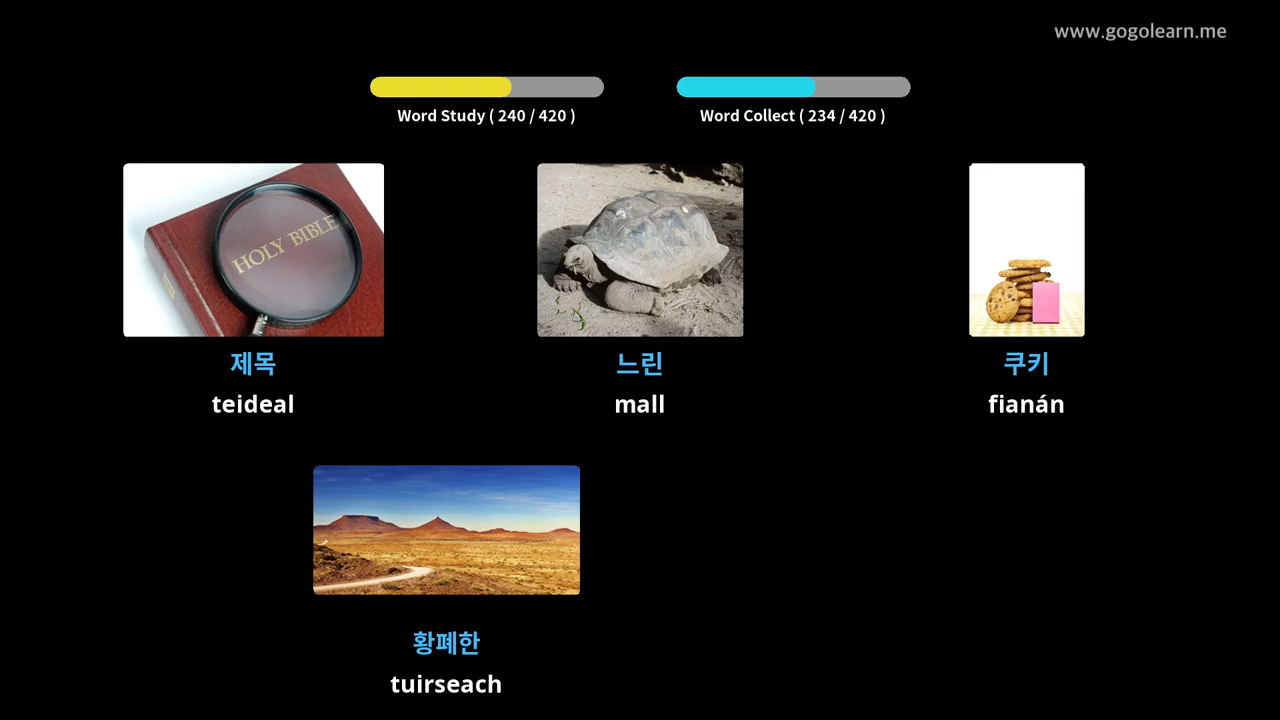 www.gogolearn.me
Word Study ( 240 / 420 )
Word Collect ( 234 / 420 )
HOLY BIBLE
제목
teideal
느린
mall
쿠키
fianán
황폐한
tuirseach